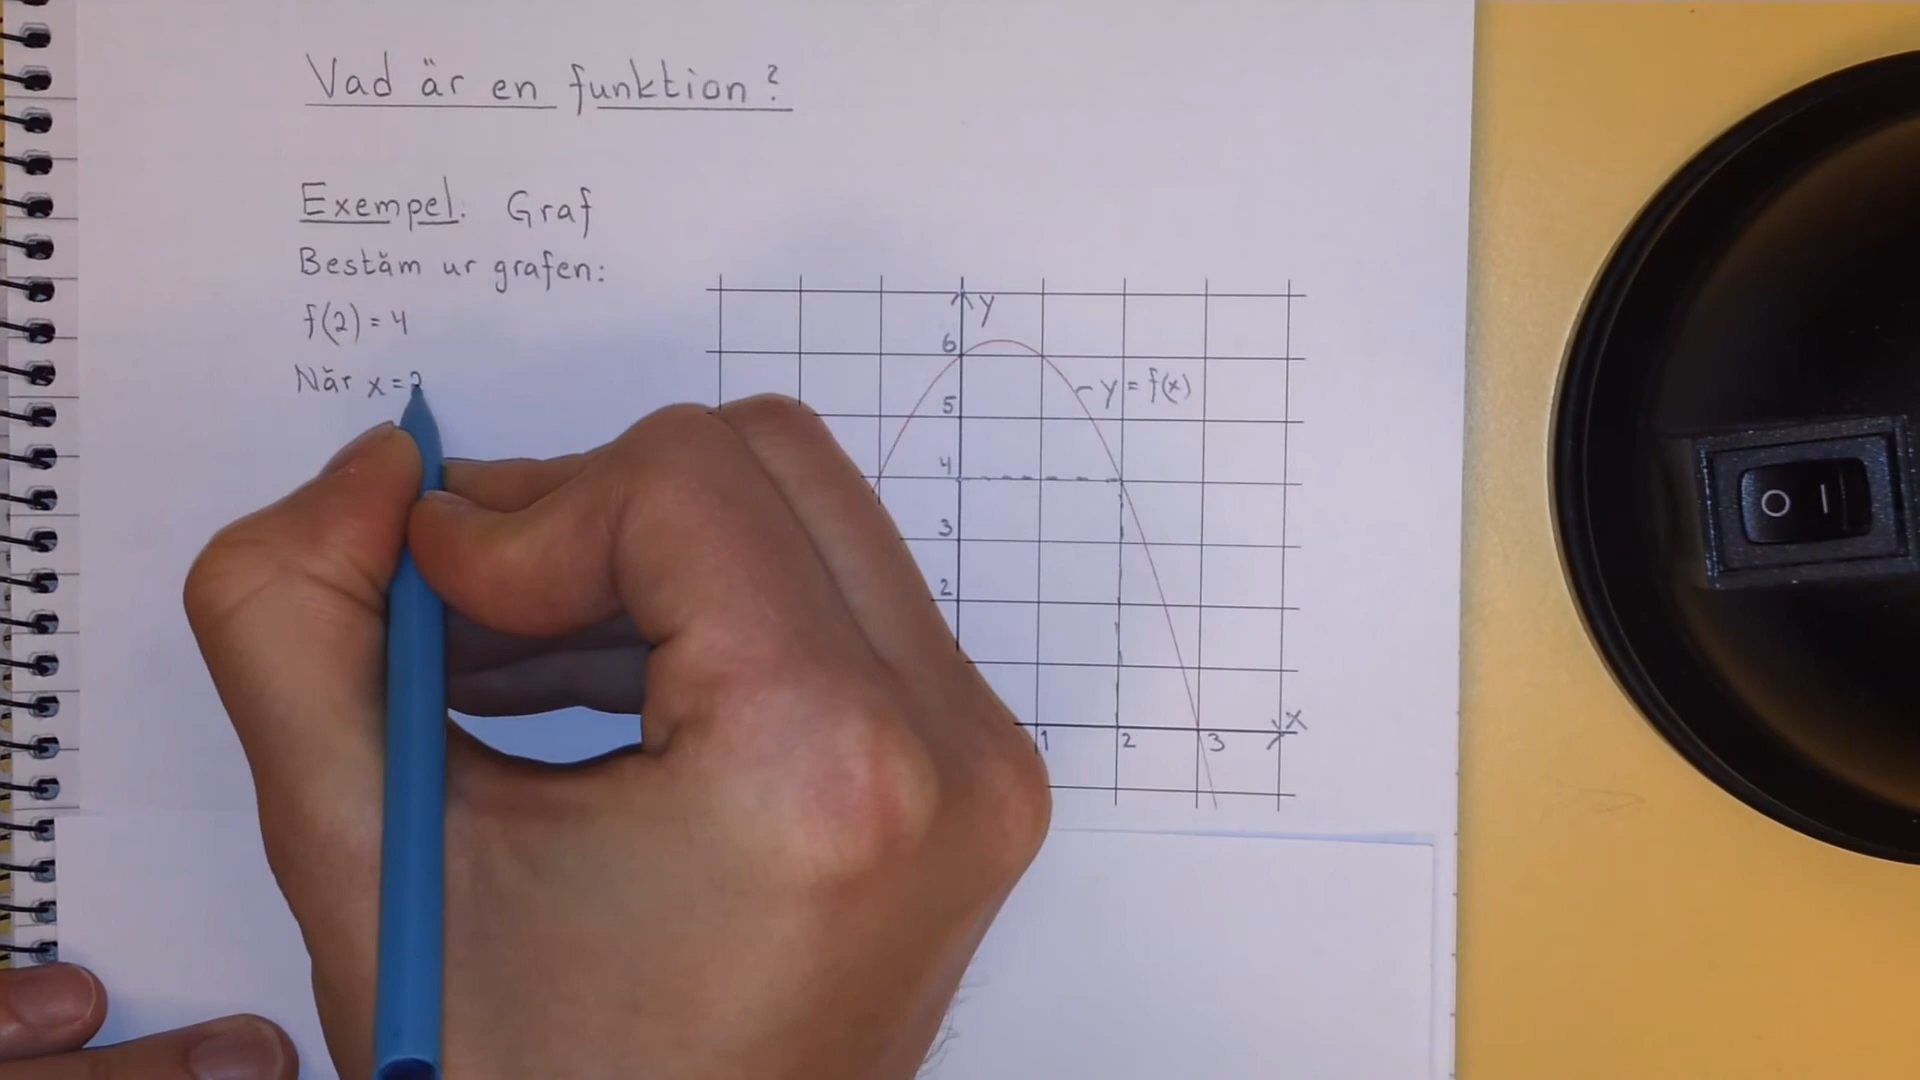 Vad är en funktion?
Exempel: Graf
Bestäm ur grafen:
f(2) = 4
När x = 2
y
6
y = f(x)
5
4
3
2
x
1 2 3
O I